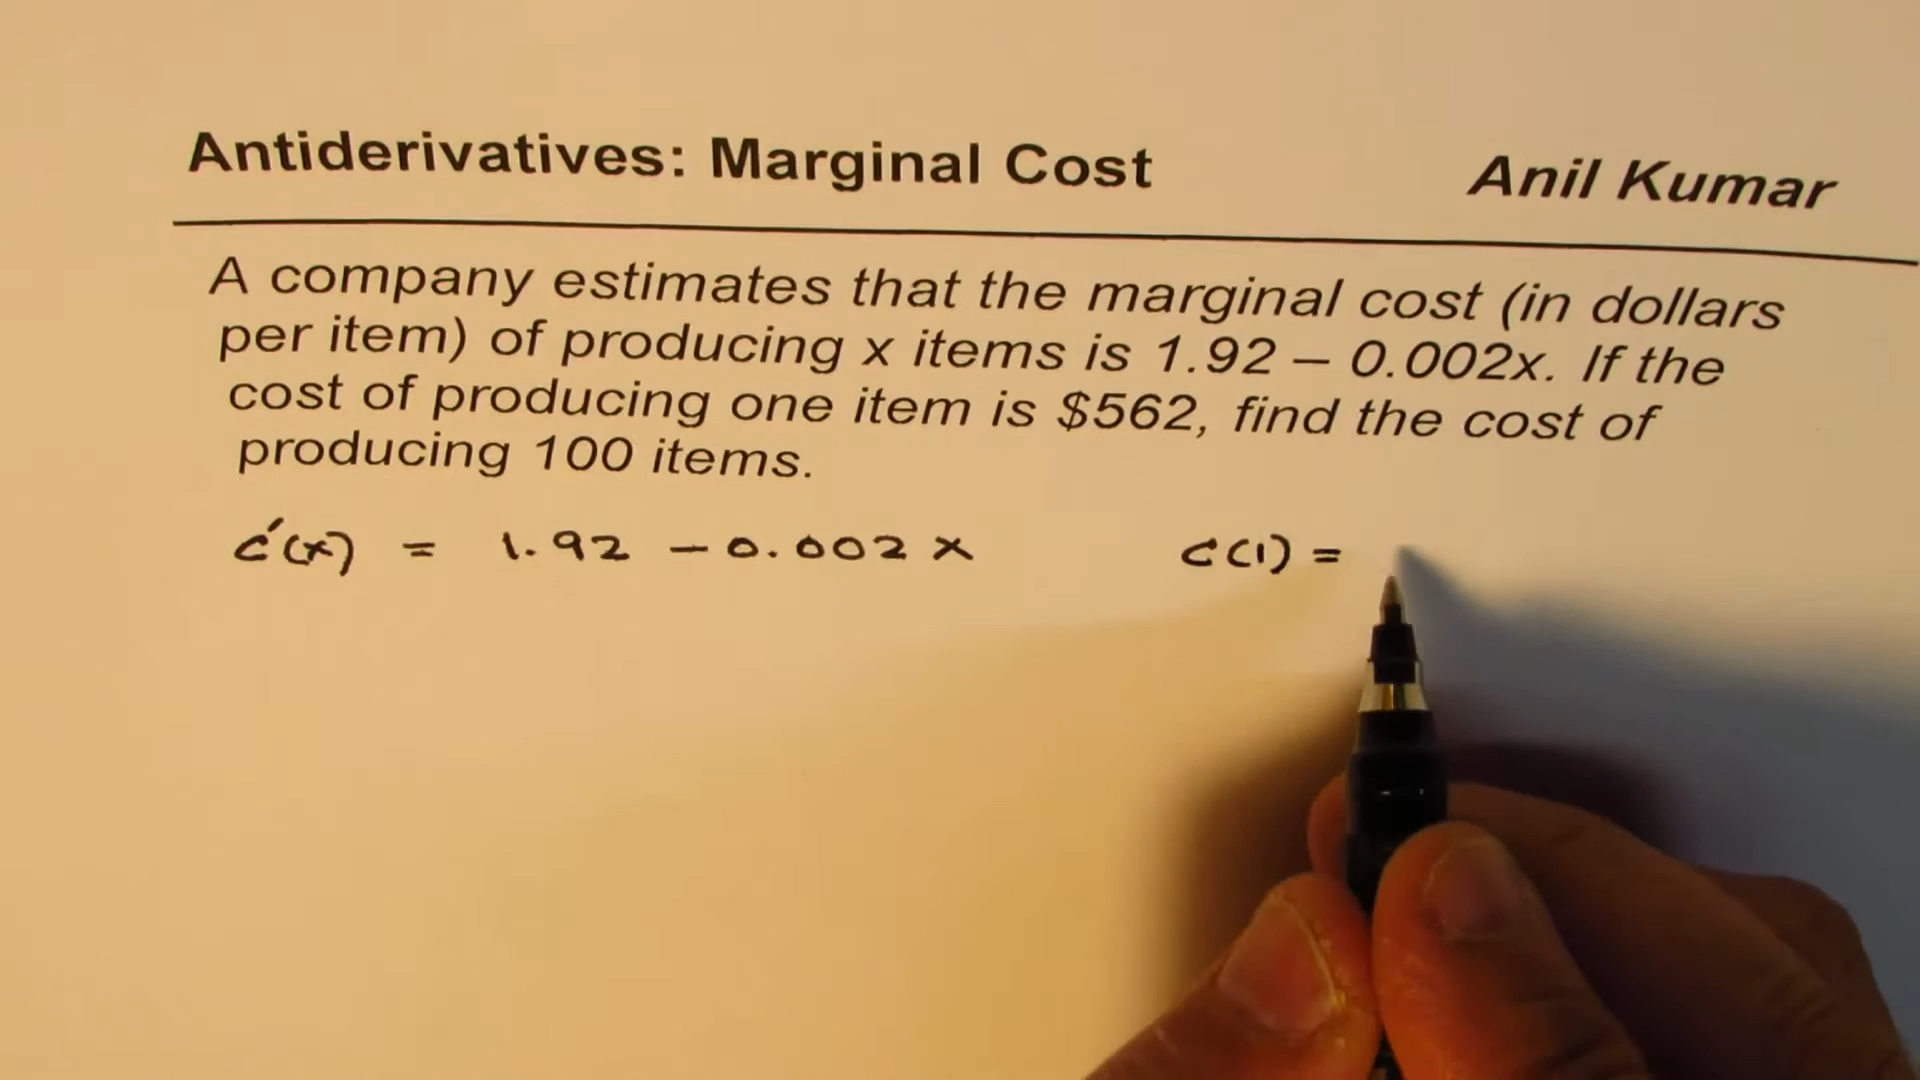 Antiderivatives: Marginal Cost Anil Kumar
A company estimates that the marginal cost (in dollars
per item) of producing x items is 1.92 – 0.002x. If the
cost of producing one item is $562, find the cost of
producing 100 items.
C'(x) = 1.92 - 0.002 x C(1) =